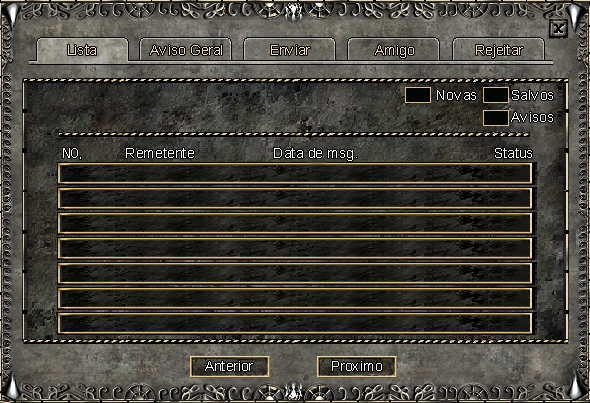 Lista Aviso Geral Enviar Amigo Rejeitar
Novas Salvos
Avisos
NO. Remetente Data de msg. Status
Anterior Proximo